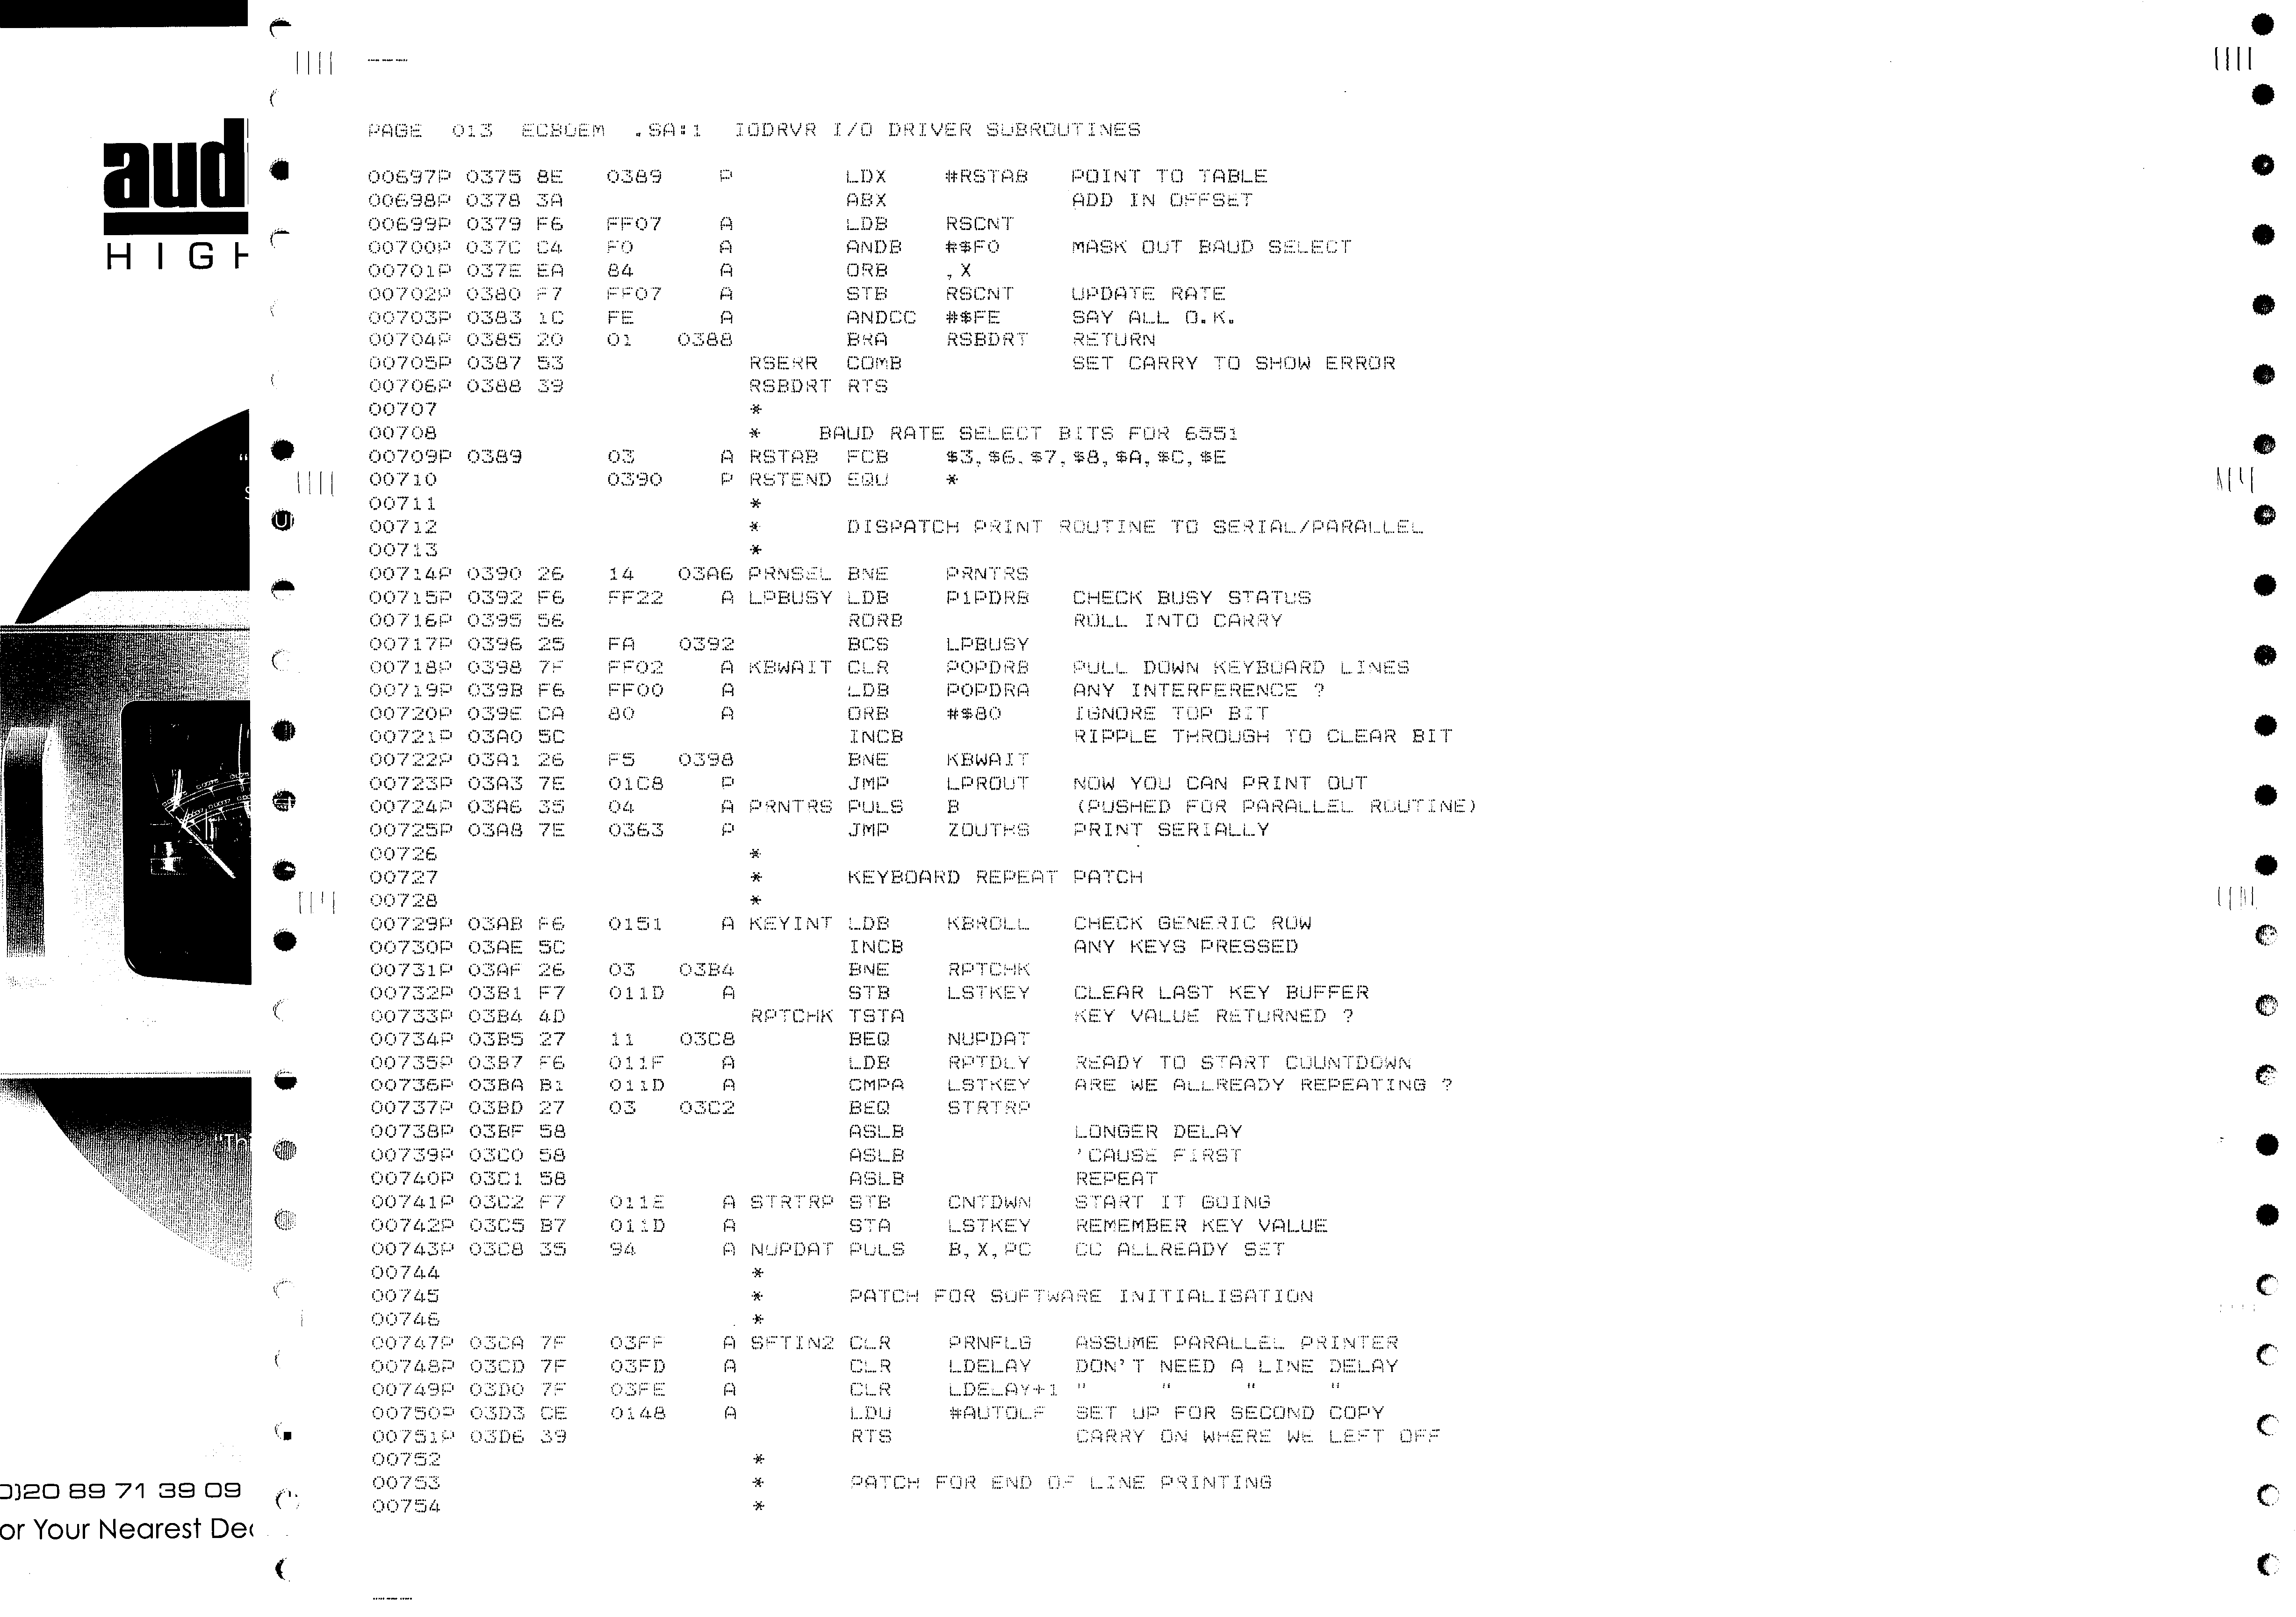 aud
HIGH
"Thi
0)20 89 71 39 09
or Your Nearest Dea
PAGE 013 ECBOEM .SA:1 IODRVR I/O DRIVER SUBROUTINES
00697P 0375 8E 0389 P LDX #RSTAB POINT TO TABLE
00698P 0378 3A ABX ADD IN OFFSET
00699P 0379 F6 FF07 A LDB RSCNT
00700P 037C C4 F0 A ANDB #$F0 MASK OUT BAUD SELECT
00701P 037E EA 84 A ORB ,X
00702P 0380 F7 FF07 A STB RSCNT UPDATE RATE
00703P 0383 1C FE A ANDCC #$FE SAY ALL O.K.
00704P 0385 20 01 0388 BRA RSBDRT RETURN
00705P 0387 53 RSERR COMB SET CARRY TO SHOW ERROR
00706P 0388 39 RSBDRT RTS
00707 *
00708 * BAUD RATE SELECT BITS FOR 6551
00709P 0389 03 A RSTAB FCB $3,$6,$7,$8,$A,$C,$E
00710 0390 P RSTEND EQU *
00711 *
00712 * DISPATCH PRINT ROUTINE TO SERIAL/PARALLEL
00713 *
00714P 0390 26 14 03A6 PRNSEL BNE PRNTRS
00715P 0392 F6 FF22 A LPBUSY LDB P1PDRB CHECK BUSY STATUS
00716P 0395 56 RORB ROLL INTO CARRY
00717P 0396 25 FA 0392 BCS LPBUSY
00718P 0398 7F FF02 A KBWAIT CLR P0PDRB PULL DOWN KEYBOARD LINES
00719P 039B F6 FF00 A LDB P0PDRA ANY INTERFERENCE ?
00720P 039E CA 80 A ORB #$80 IGNORE TOP BIT
00721P 03A0 5C INCB RIPPLE THROUGH TO CLEAR BIT
00722P 03A1 26 F5 0398 BNE KBWAIT
00723P 03A3 7E 01C8 P JMP LPROUT NOW YOU CAN PRINT OUT
00724P 03A6 35 04 A PRNTRS PULS B (PUSHED FOR PARALLEL ROUTINE)
00725P 03A8 7E 0363 P JMP ZOUTHS PRINT SERIALLY
00726 *
00727 * KEYBOARD REPEAT PATCH
00728 *
00729P 03AB F6 0151 A KEYINT LDB KBROLL CHECK GENERIC ROW
00730P 03AE 5C INCB ANY KEYS PRESSED
00731P 03AF 26 03 03B4 BNE RPTCHK
00732P 03B1 F7 011D A STB LSTKEY CLEAR LAST KEY BUFFER
00733P 03B4 4D RPTCHK TSTA KEY VALUE RETURNED ?
00734P 03B5 27 11 03C8 BEQ NUPDAT
00735P 03B7 F6 011F A LDB RPTDLY READY TO START COUNTDOWN
00736P 03BA B1 011D A CMPA LSTKEY ARE WE ALLREADY REPEATING ?
00737P 03BD 27 03 03C2 BEQ STRTRP
00738P 03BF 58 ASLB LONGER DELAY
00739P 03C0 58 ASLB 'CAUSE FIRST
00740P 03C1 58 ASLB REPEAT
00741P 03C2 F7 011E A STRTRP STB CNTDWN START IT GOING
00742P 03C5 B7 011D A STA LSTKEY REMEMBER KEY VALUE
00743P 03C8 35 94 A NUPDAT PULS B,X,PC CC ALLREADY SET
00744 *
00745 * PATCH FOR SOFTWARE INITIALISATION
00746 *
00747P 03CA 7F 03FF A SFTIN2 CLR PRNFLG ASSUME PARALLEL PRINTER
00748P 03CD 7F 03FD A CLR LDELAY DON'T NEED A LINE DELAY
00749P 03D0 7F 03FE A CLR LDELAY+1 " " " "
00750P 03D3 CE 0148 A LDU #AUTOLF SET UP FOR SECOND COPY
00751P 03D6 39 RTS CARRY ON WHERE WE LEFT OFF
00752 *
00753 * PATCH FOR END OF LINE PRINTING
00754 *